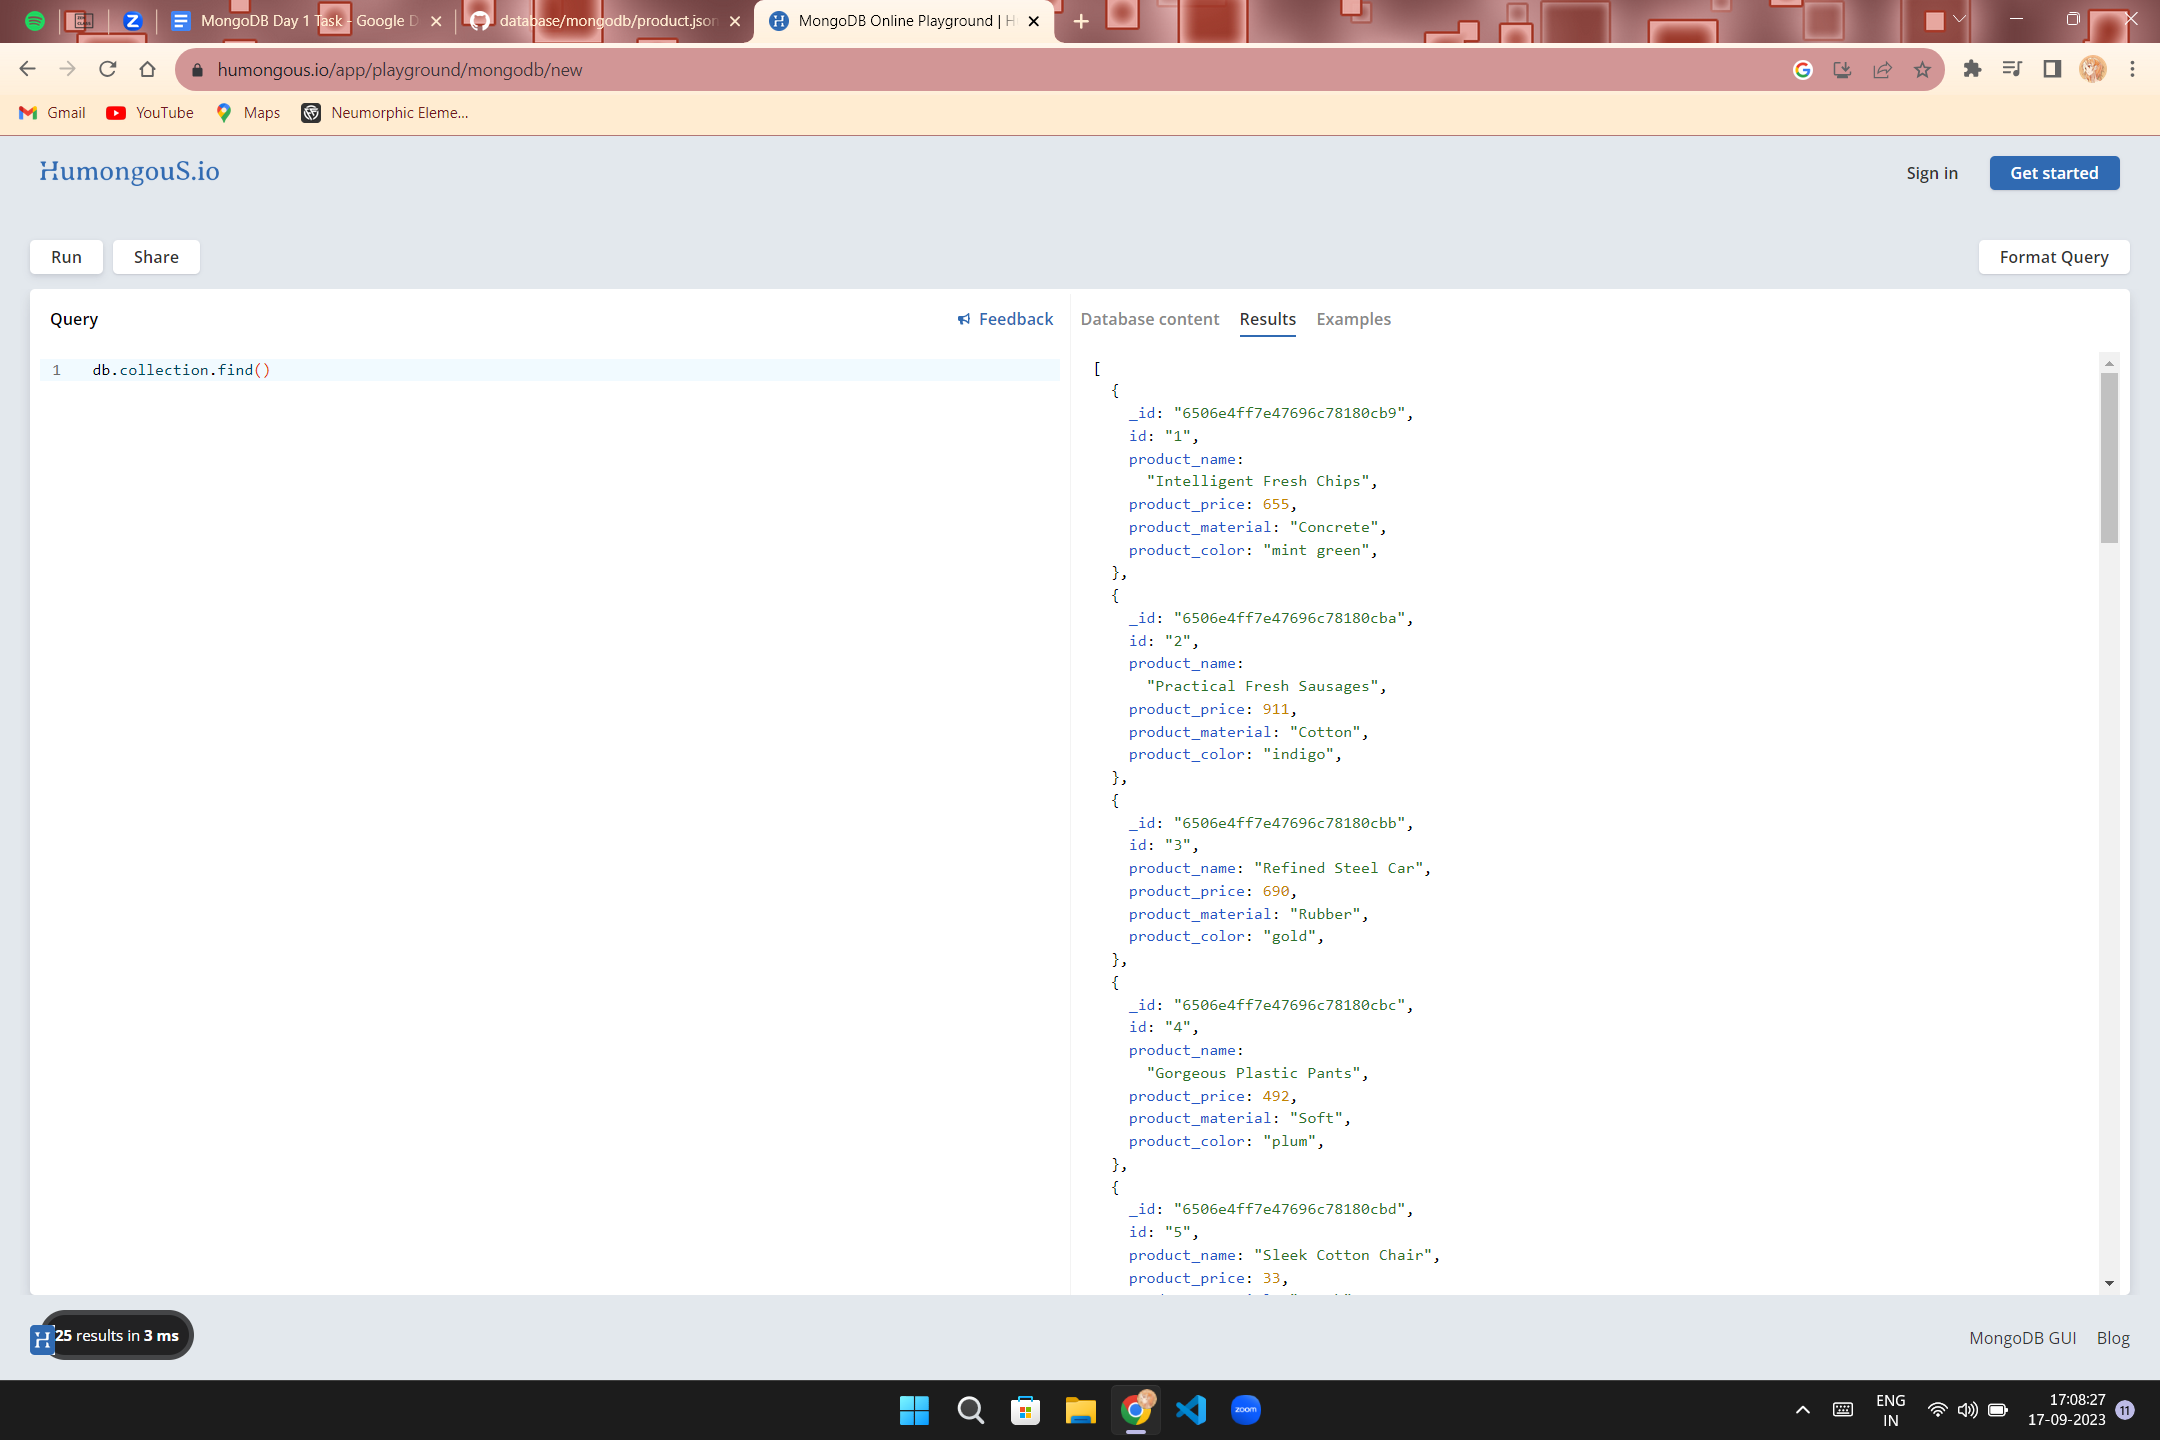 MongoDB Day 1 Task - Google D
database/mongodb/product.json
MongoDB Online Playground | H
humongous.io/app/playground/mongodb/new
Gmail
YouTube
Maps
Neumorphic Eleme...
HumongouS.io
Sign in
Get started
Run
Share
Format Query
Query
Feedback
Database content
Results
Examples
1 db.collection.find()
[
{
_id: "6506e4ff7e47696c78180cb9",
id: "1",
product_name:
"Intelligent Fresh Chips",
product_price: 655,
product_material: "Concrete",
product_color: "mint green",
},
{
_id: "6506e4ff7e47696c78180cba",
id: "2",
product_name:
"Practical Fresh Sausages",
product_price: 911,
product_material: "Cotton",
product_color: "indigo",
},
{
_id: "6506e4ff7e47696c78180cbb",
id: "3",
product_name: "Refined Steel Car",
product_price: 690,
product_material: "Rubber",
product_color: "gold",
},
{
_id: "6506e4ff7e47696c78180cbc",
id: "4",
product_name:
"Gorgeous Plastic Pants",
product_price: 492,
product_material: "Soft",
product_color: "plum",
},
{
_id: "6506e4ff7e47696c78180cbd",
id: "5",
product_name: "Sleek Cotton Chair",
product_price: 33,
H
25 results in 3 ms
MongoDB GUI
Blog
zoom
ENG
IN
17:08:27
17-09-2023
11